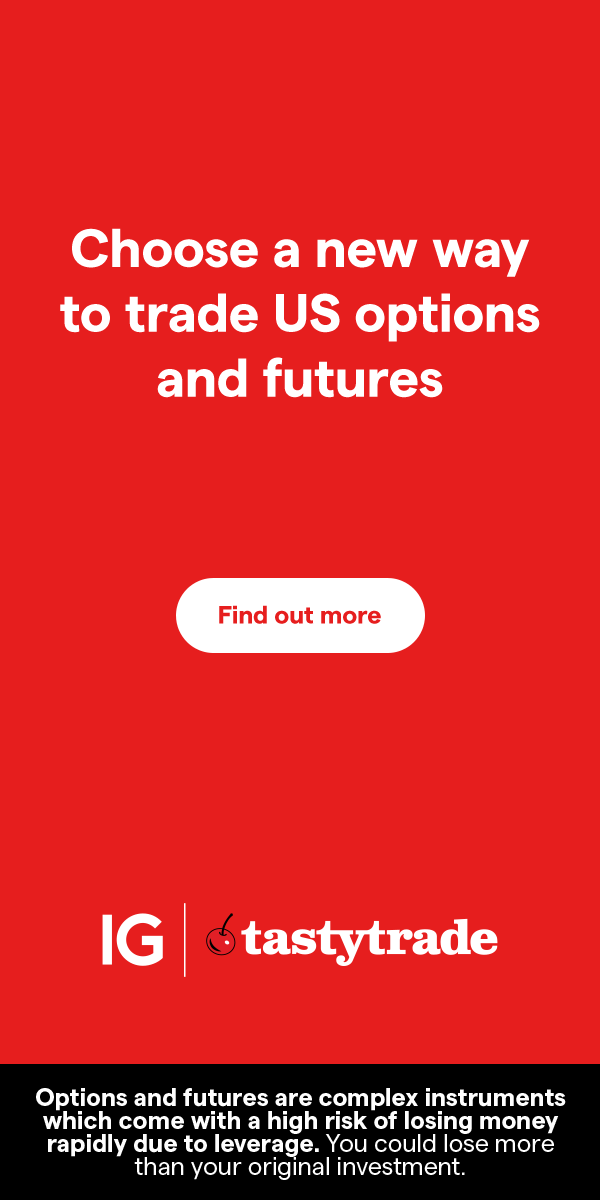 Choose a new way
to trade US options
and futures
Find out more
IG
tastytrade
Options and futures are complex instruments
which come with a high risk of losing money
rapidly due to leverage. You could lose more
than your original investment.